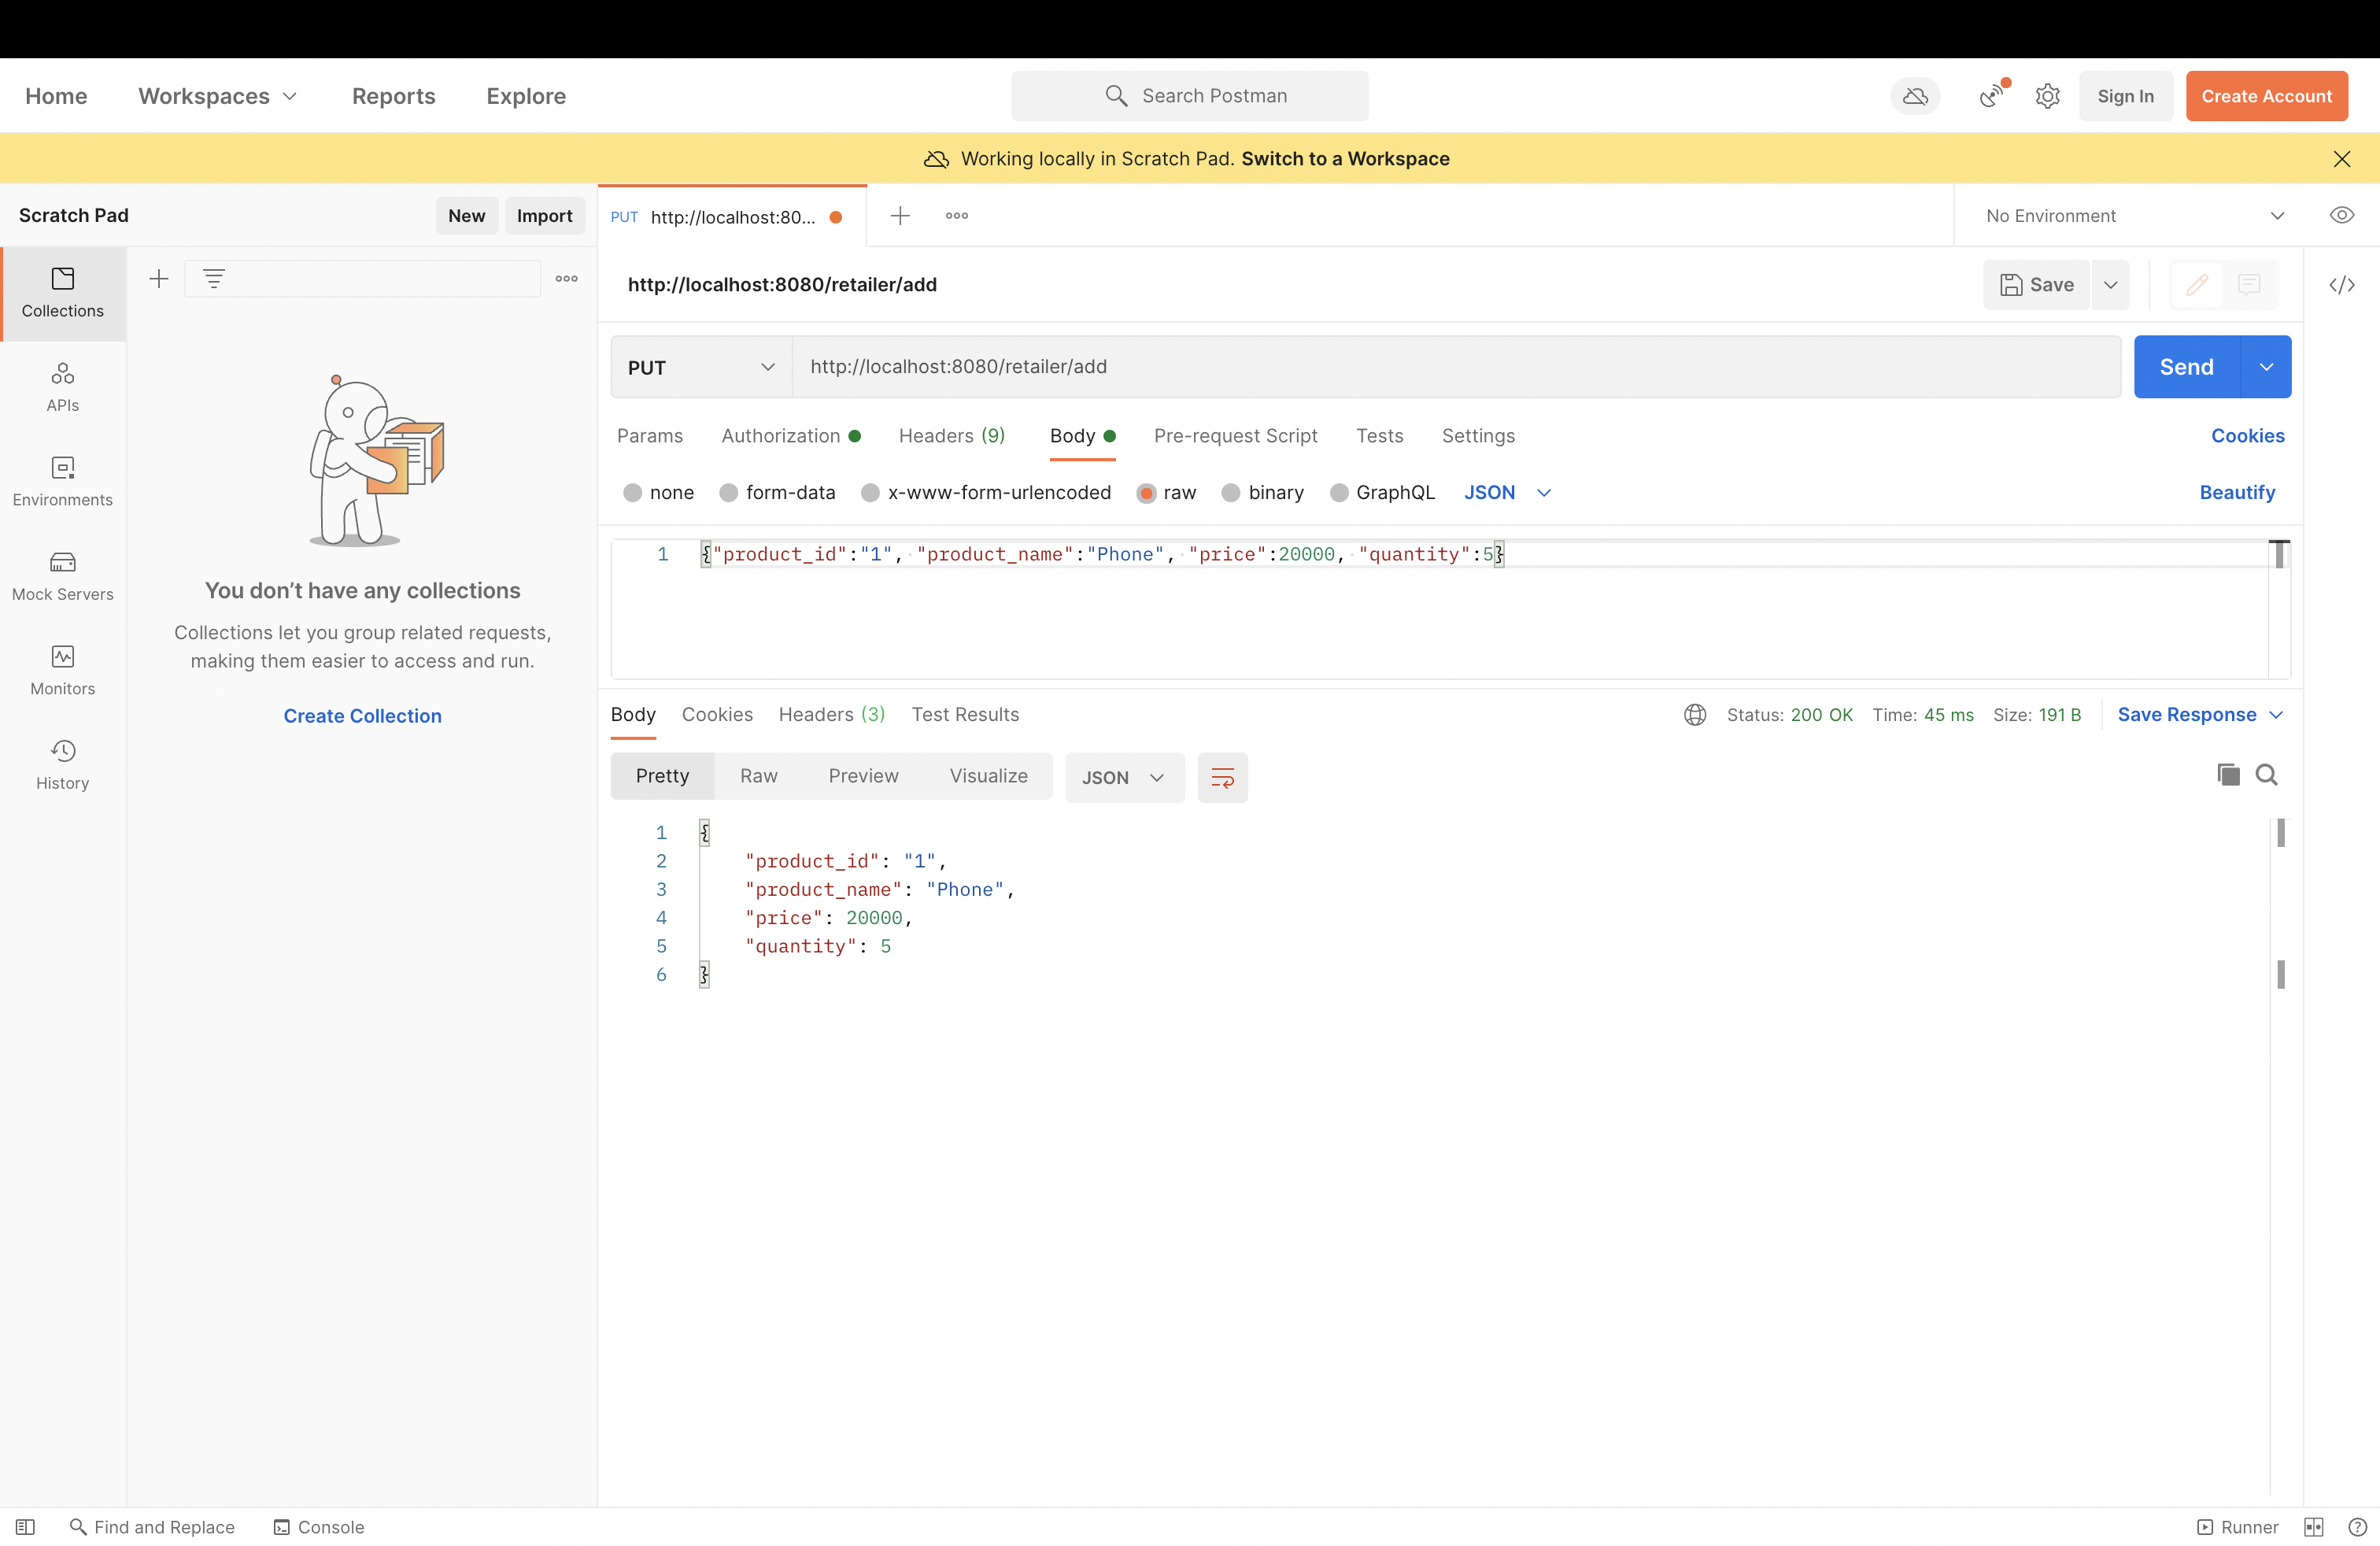 Home Workspaces Reports Explore Search Postman Sign In Create Account
Working locally in Scratch Pad. Switch to a Workspace
Scratch Pad New Import PUT http://localhost:80... No Environment
http://localhost:8080/retailer/add Save
Collections
PUT http://localhost:8080/retailer/add Send
APIs
Params Authorization Headers (9) Body Pre-request Script Tests Settings Cookies
Environments
none form-data x-www-form-urlencoded raw binary GraphQL JSON Beautify
1 {"product_id":"1", "product_name":"Phone", "price":20000, "quantity":5}
Mock Servers
You don’t have any collections
Collections let you group related requests,
making them easier to access and run.
Monitors
Create Collection
History
Body Cookies Headers (3) Test Results Status: 200 OK Time: 45 ms Size: 191 B Save Response
Pretty Raw Preview Visualize JSON
1 {
2 "product_id": "1",
3 "product_name": "Phone",
4 "price": 20000,
5 "quantity": 5
6 }
Find and Replace Console Runner